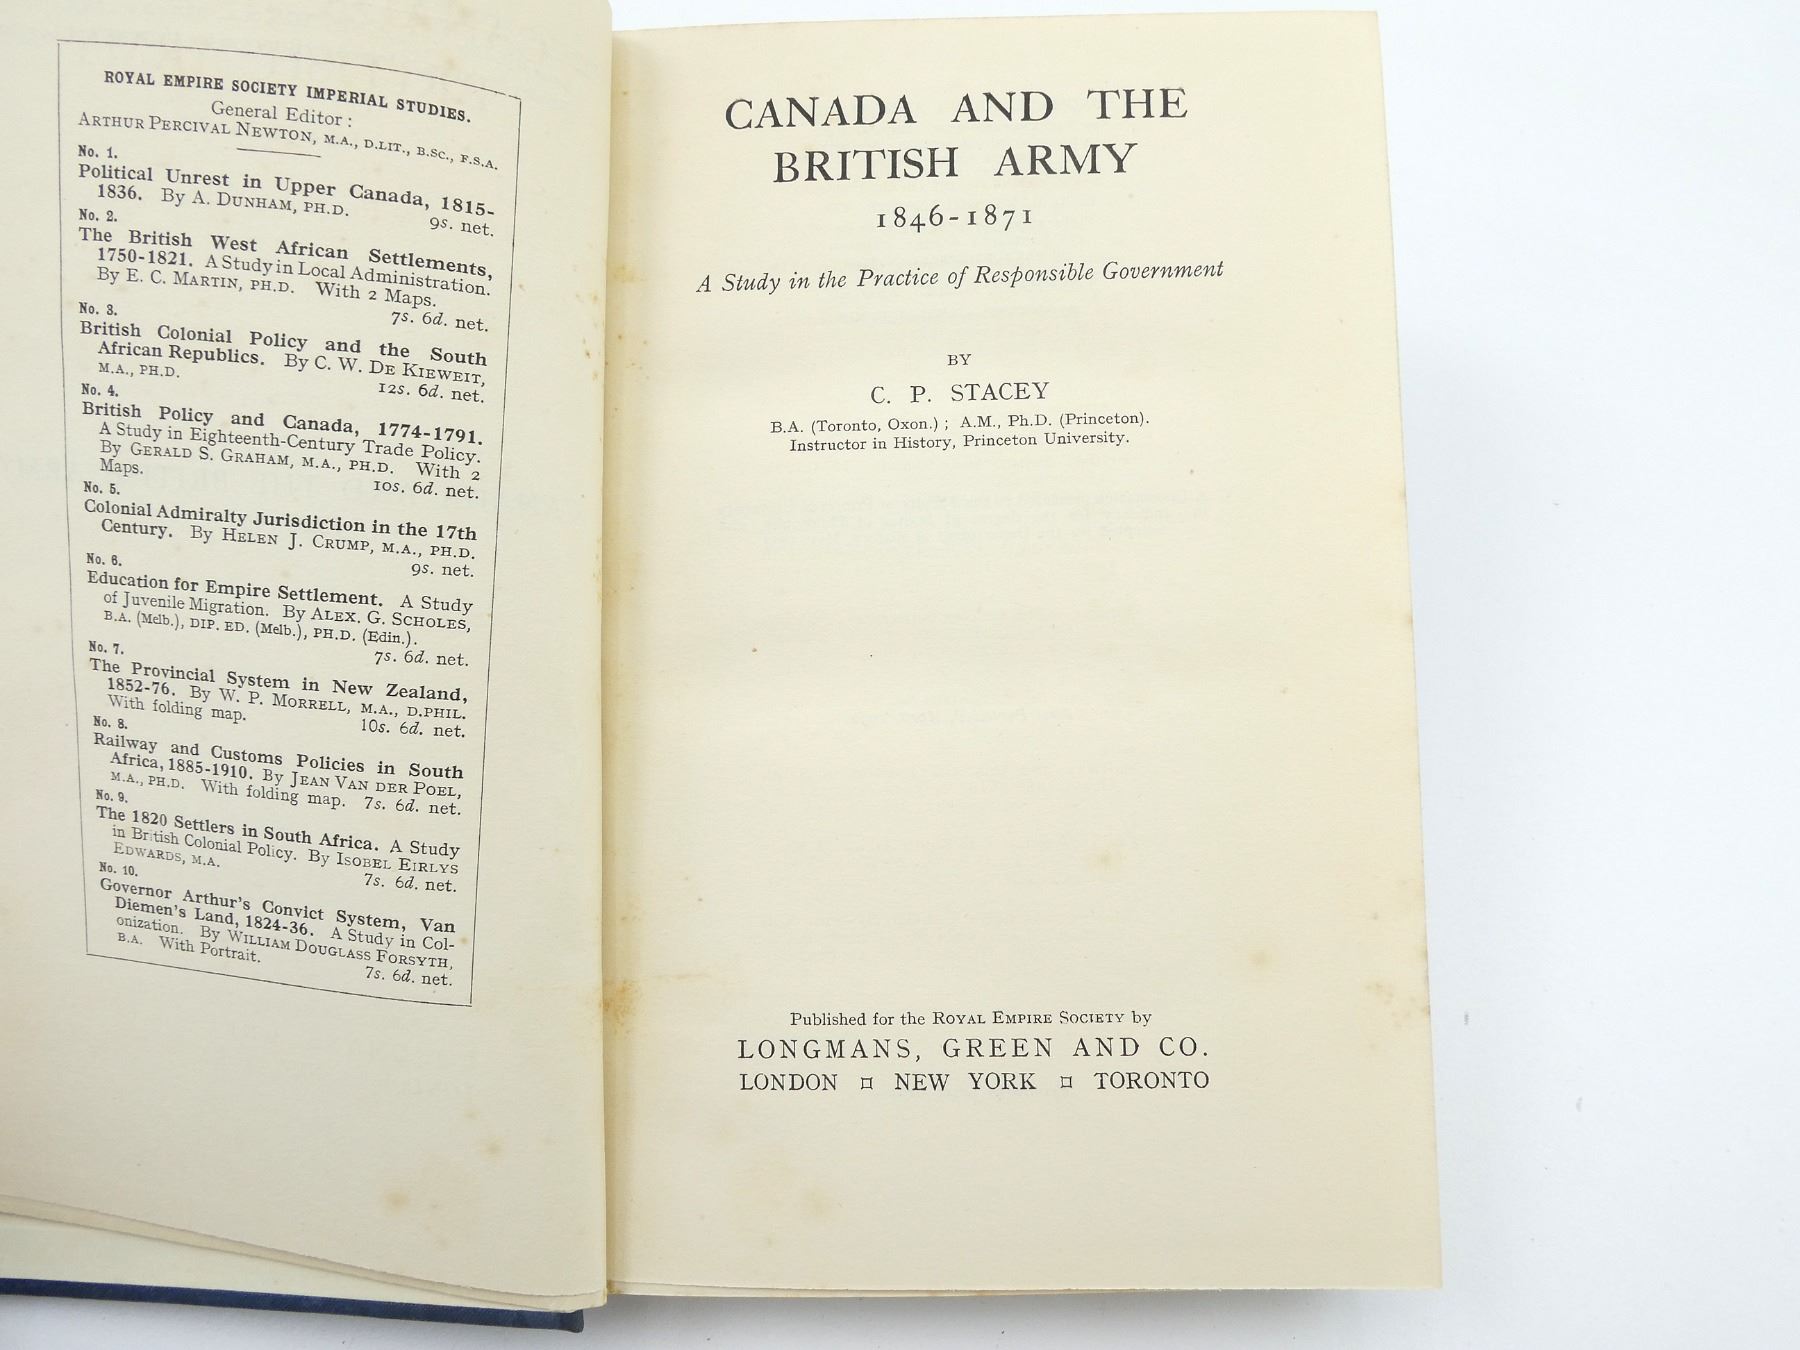 ROYAL EMPIRE SOCIETY IMPERIAL STUDIES.
General Editor:
ARTHUR PERCIVAL NEWTON, M.A., D.LIT., B.SC., F.S.A.
No. 1.
Political Unrest in Upper Canada, 1815-
1836. By A. DUNHAM, PH.D. 9s. net.
No. 2.
The British West African Settlements,
1750-1821. A Study in Local Administration.
By E. C. MARTIN, PH.D. With 2 Maps.
7s. 6d. net.
No. 3.
British Colonial Policy and the South
African Republics. By C. W. DE KIEWEIT,
M.A., PH.D. 12s. 6d. net.
No. 4.
British Policy and Canada, 1774-1791.
A Study in Eighteenth-Century Trade Policy.
By GERALD S. GRAHAM, M.A., PH.D. With 2
Maps. 10s. 6d. net.
No. 5.
Colonial Admiralty Jurisdiction in the 17th
Century. By HELEN J. CRUMP, M.A., PH.D.
9s. net.
No. 6.
Education for Empire Settlement. A Study
of Juvenile Migration. By ALEX. G. SCHOLES,
B.A. (Melb.), DIP. ED. (Melb.), PH.D. (Edin.).
7s. 6d. net.
No. 7.
The Provincial System in New Zealand,
1852-76. By W. P. MORRELL, M.A., D.PHIL.
With folding map. 10s. 6d. net.
No. 8.
Railway and Customs Policies in South
Africa, 1885-1910. By JEAN VAN DER POEL,
M.A., PH.D. With folding map. 7s. 6d. net.
No. 9.
The 1820 Settlers in South Africa. A Study
in British Colonial Policy. By ISOBEL EIRLYS
EDWARDS, M.A. 7s. 6d. net.
No. 10.
Governor Arthur's Convict System, Van
Diemen's Land, 1824-36. A Study in Col-
onization. By WILLIAM DOUGLASS FORSYTH,
B.A. With Portrait. 7s. 6d. net.
CANADA AND THE
BRITISH ARMY
1846-1871
A Study in the Practice of Responsible Government
BY
C. P. STACEY
B.A. (Toronto, Oxon.); A.M., Ph.D. (Princeton).
Instructor in History, Princeton University.
Published for the ROYAL EMPIRE SOCIETY by
LONGMANS, GREEN AND CO.
LONDON ¤ NEW YORK ¤ TORONTO